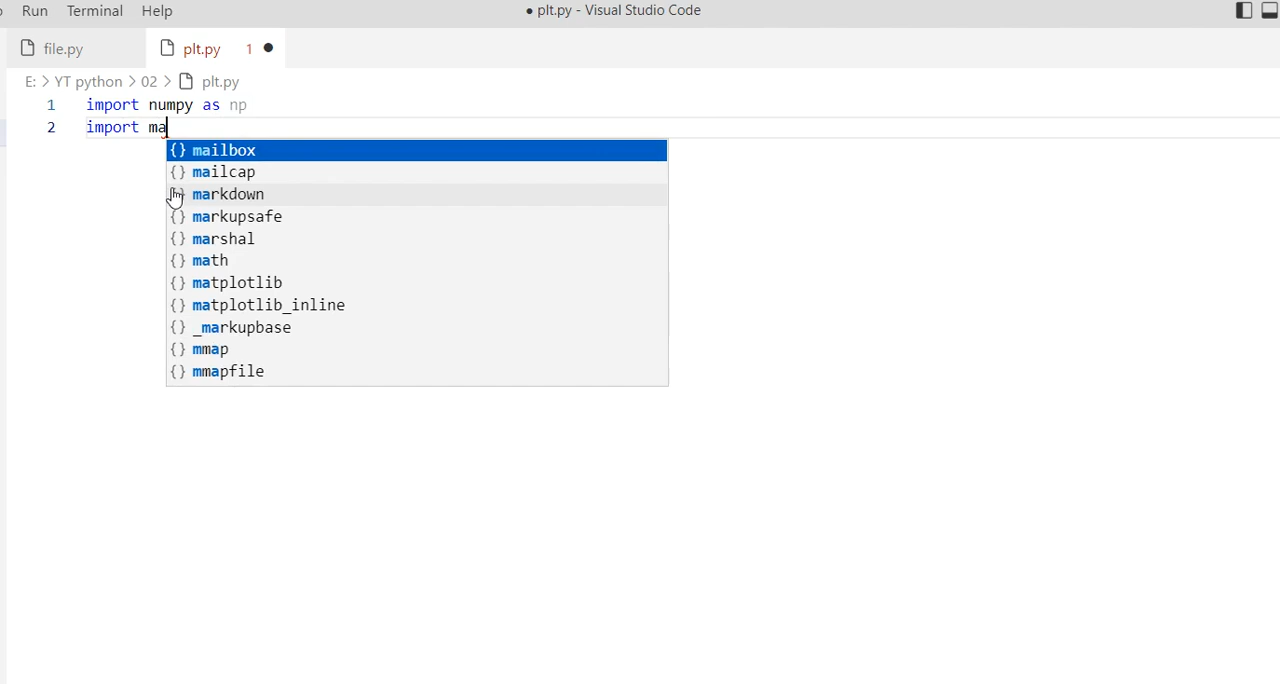 Run Terminal Help
● plt.py - Visual Studio Code
file.py
plt.py 1 ●
E: > YT python > 02 > plt.py
1 import numpy as np
2 import ma
{} mailbox
{} mailcap
markdown
{} markupsafe
{} marshal
{} math
{} matplotlib
{} matplotlib_inline
{} _markupbase
{} mmap
{} mmapfile